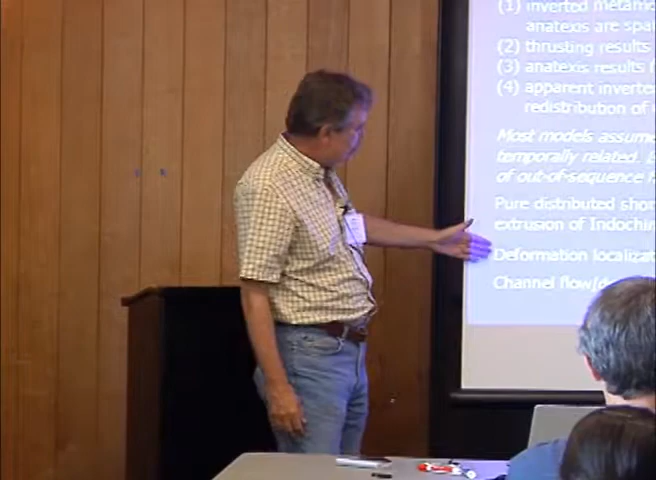 (1) inverted metamo
anatexis are spa
(2) thrusting results
(3) anatexis results
(4) apparent inverte
redistribution of
Most models assume
temporally related.
of out-of-sequence
Pure distributed shor
extrusion of Indochin
Deformation localizat
Channel flow/d